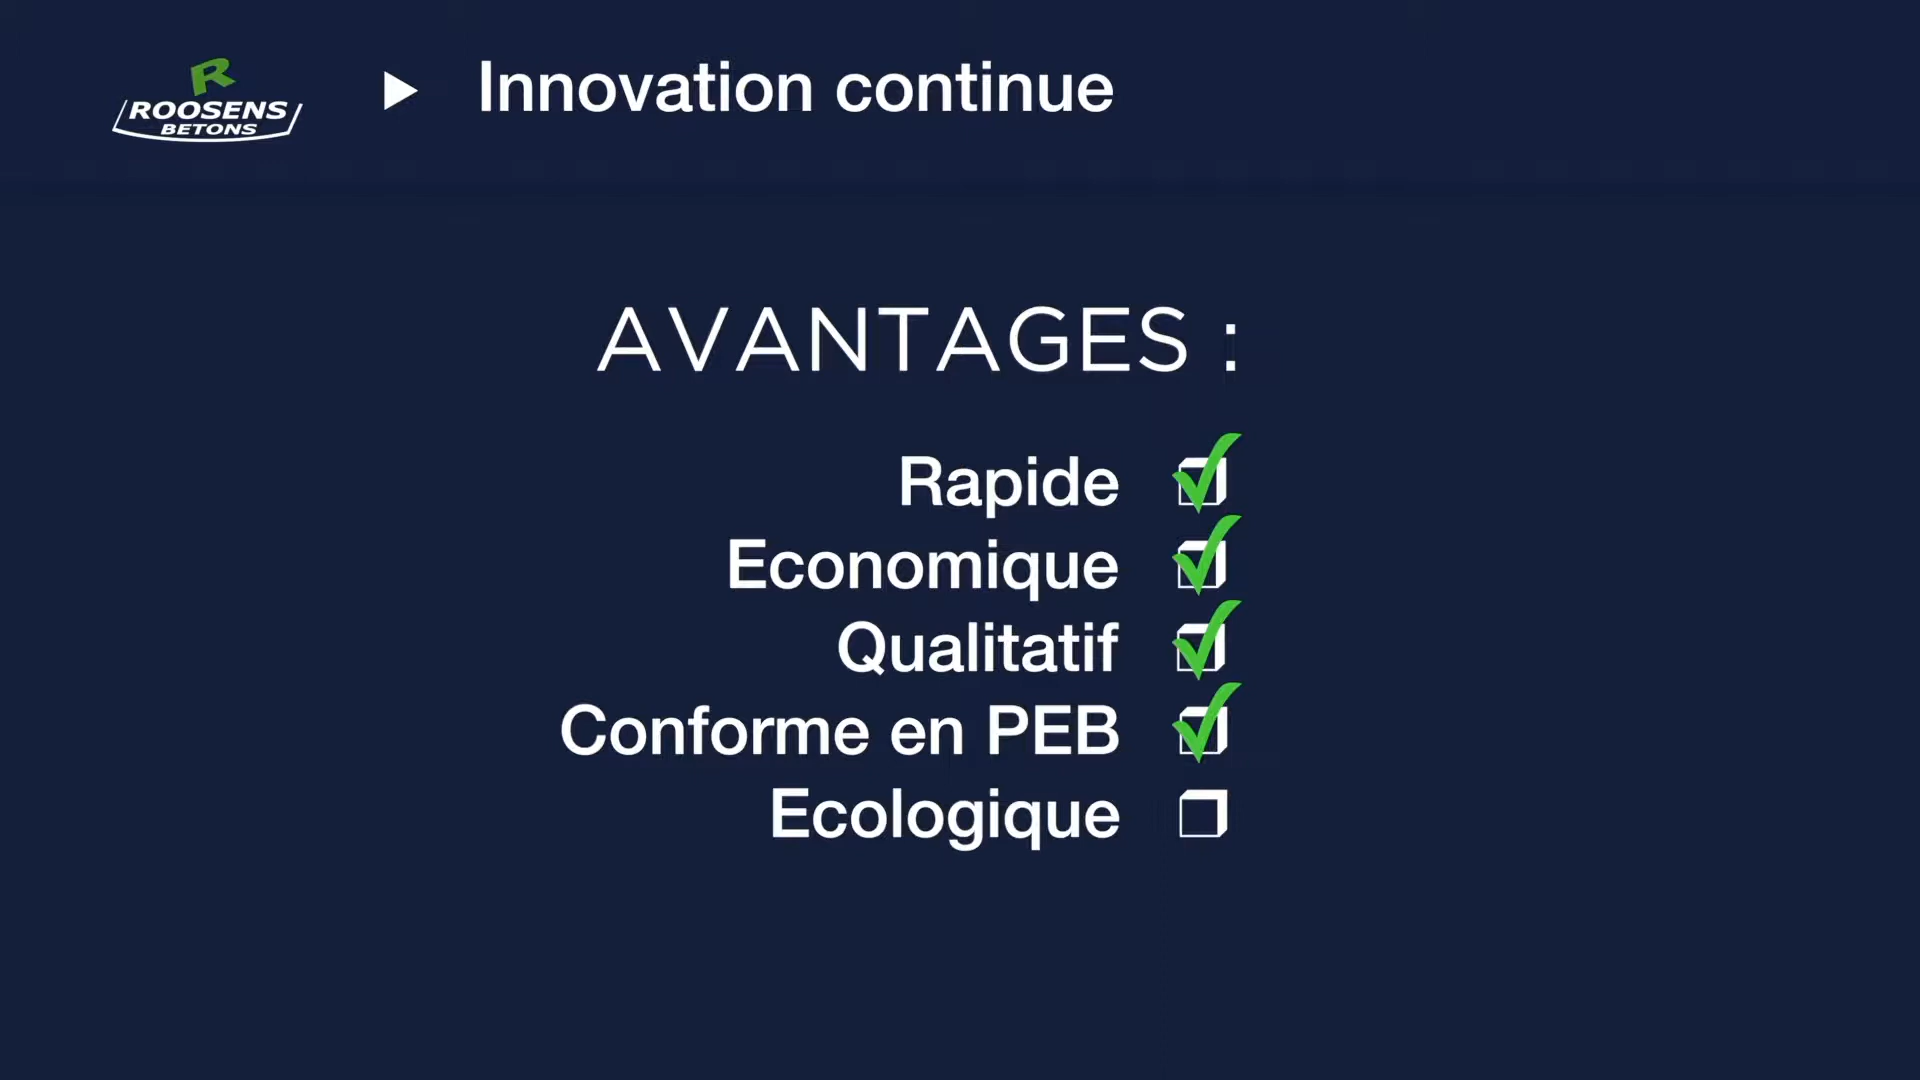 R
ROOSENS
BETONS
Innovation continue
AVANTAGES :
Rapide
Economique
Qualitatif
Conforme en PEB
Ecologique